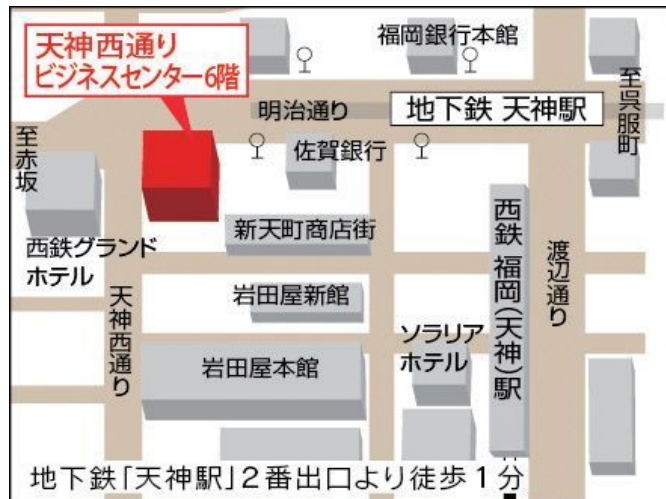 天神西通り
ビジネスセンター6階
福岡銀行本館
至呉服町
明治通り
地下鉄 天神駅
至赤坂
佐賀銀行
西鉄グランド
ホテル
新天町商店街
西鉄 福岡(天神)駅
渡辺通り
天神西通り
岩田屋新館
ソラリア
ホテル
岩田屋本館
地下鉄「天神駅」2番出口より徒歩1分